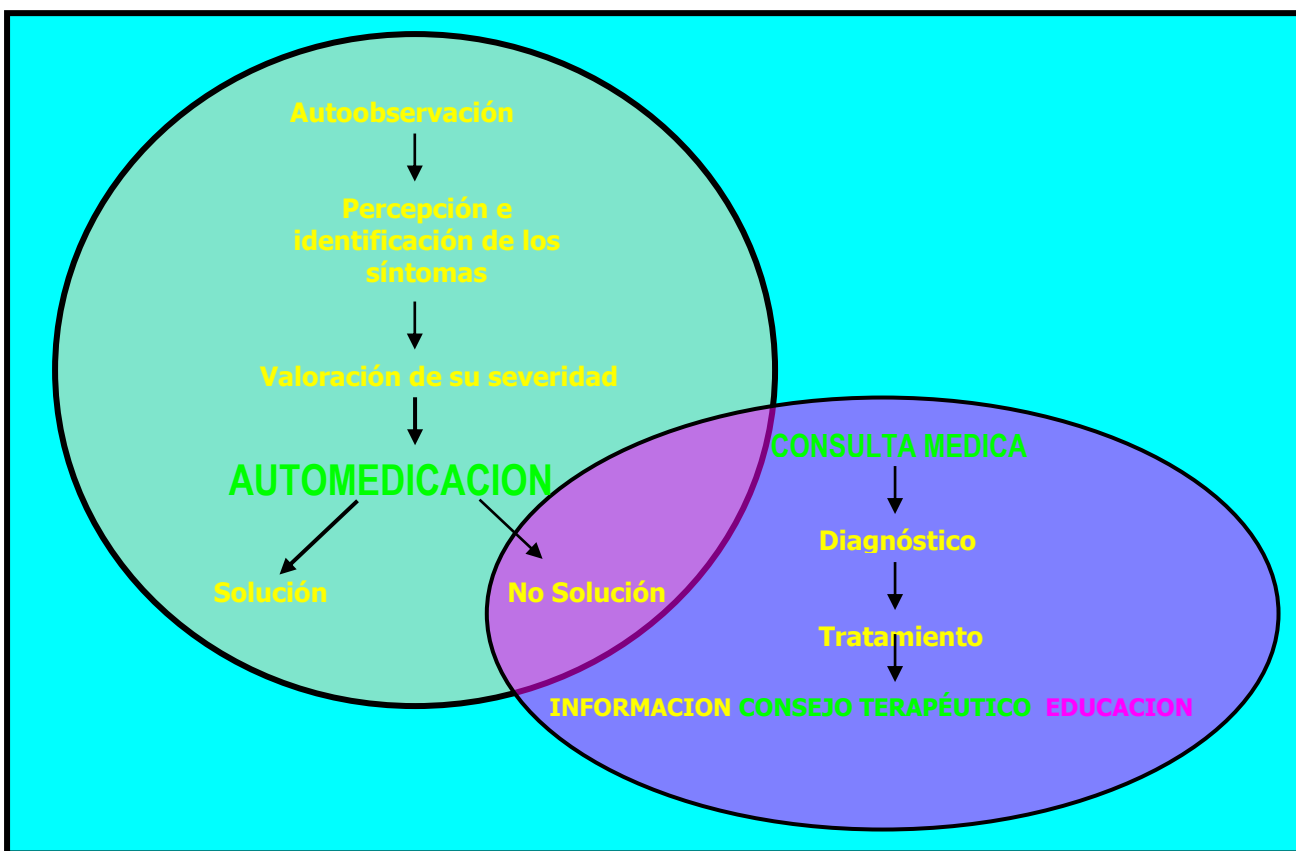 Autoobservación
Percepción e
identificación de los
síntomas
Valoración de su severidad
AUTOMEDICACION
Solución
No Solución
CONSULTA MEDICA
Diagnóstico
Tratamiento
INFORMACION CONSEJO TERAPÉUTICO EDUCACION